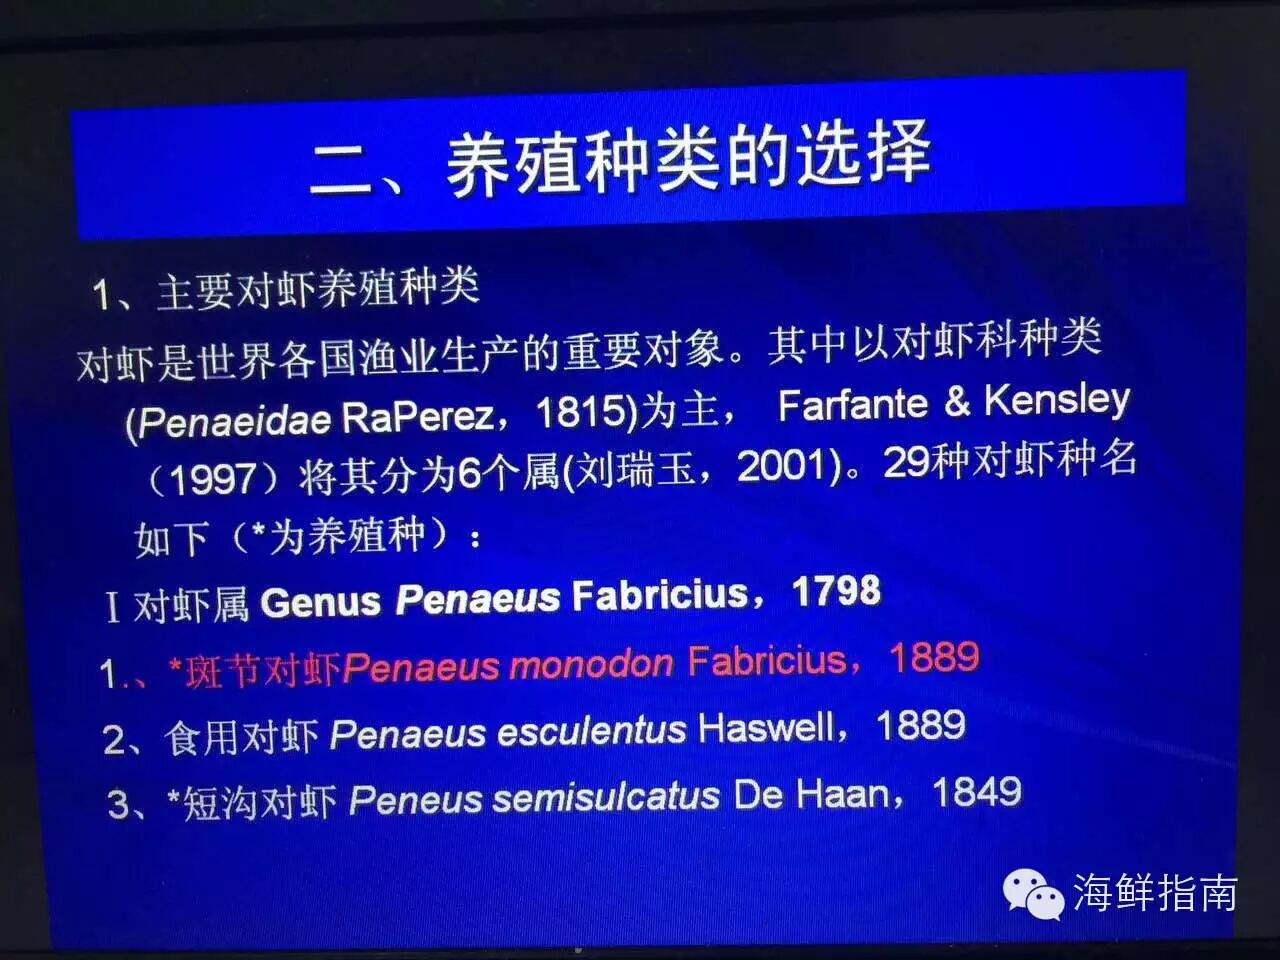 二、养殖种类的选择
1、主要对虾养殖种类
对虾是世界各国渔业生产的重要对象。其中以对虾科种类
(Penaeidae RaPerez，1815)为主， Farfante & Kensley
（1997）将其分为6个属(刘瑞玉，2001)。29种对虾种名
如下（*为养殖种）：
Ⅰ对虾属 Genus Penaeus Fabricius，1798
1.、*斑节对虾Penaeus monodon Fabricius，1889
2、食用对虾 Penaeus esculentus Haswell，1889
3、*短沟对虾 Peneus semisulcatus De Haan，1849
海鲜指南